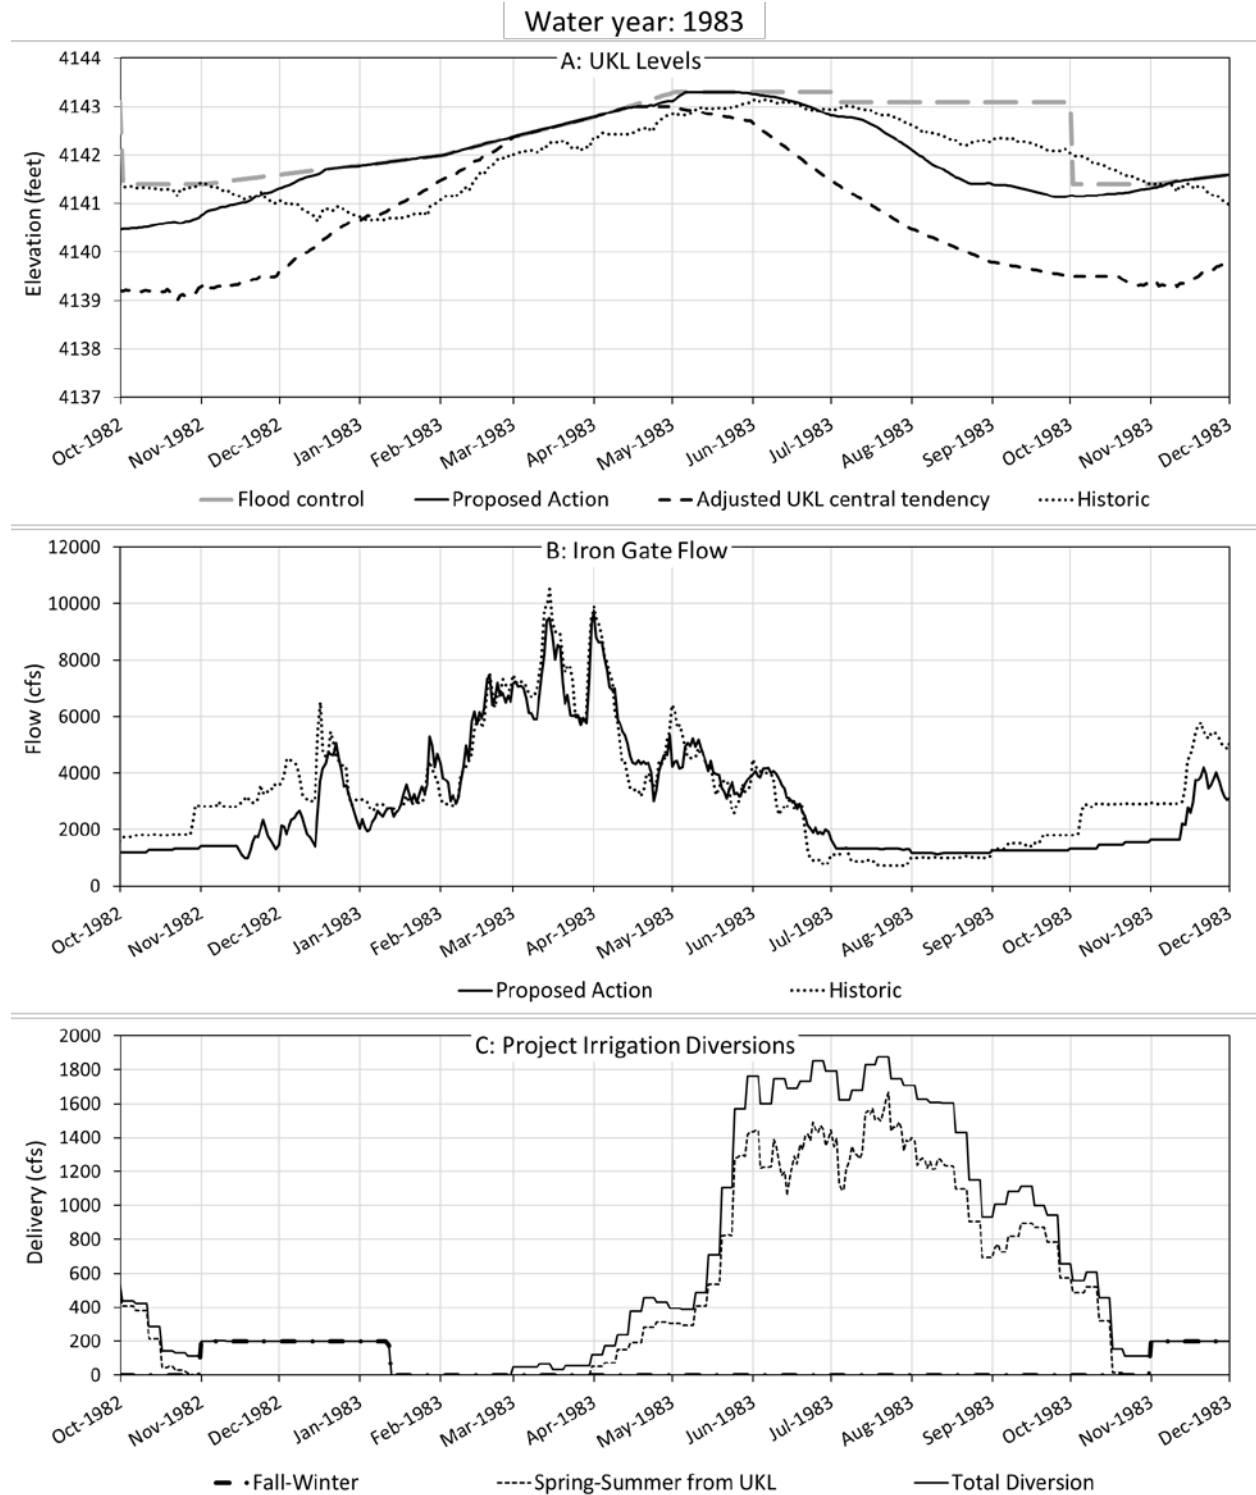 Water year: 1983
A: UKL Levels
Elevation (feet)
4144
4143
4142
4141
4140
4139
4138
4137
Oct-1982 Nov-1982 Dec-1982 Jan-1983 Feb-1983 Mar-1983 Apr-1983 May-1983 Jun-1983 Jul-1983 Aug-1983 Sep-1983 Oct-1983 Nov-1983 Dec-1983
Flood control Proposed Action Adjusted UKL central tendency Historic
B: Iron Gate Flow
Flow (cfs)
12000
10000
8000
6000
4000
2000
0
Oct-1982 Nov-1982 Dec-1982 Jan-1983 Feb-1983 Mar-1983 Apr-1983 May-1983 Jun-1983 Jul-1983 Aug-1983 Sep-1983 Oct-1983 Nov-1983 Dec-1983
Proposed Action Historic
C: Project Irrigation Diversions
Delivery (cfs)
2000
1800
1600
1400
1200
1000
800
600
400
200
0
Oct-1982 Nov-1982 Dec-1982 Jan-1983 Feb-1983 Mar-1983 Apr-1983 May-1983 Jun-1983 Jul-1983 Aug-1983 Sep-1983 Oct-1983 Nov-1983 Dec-1983
Fall-Winter Spring-Summer from UKL Total Diversion